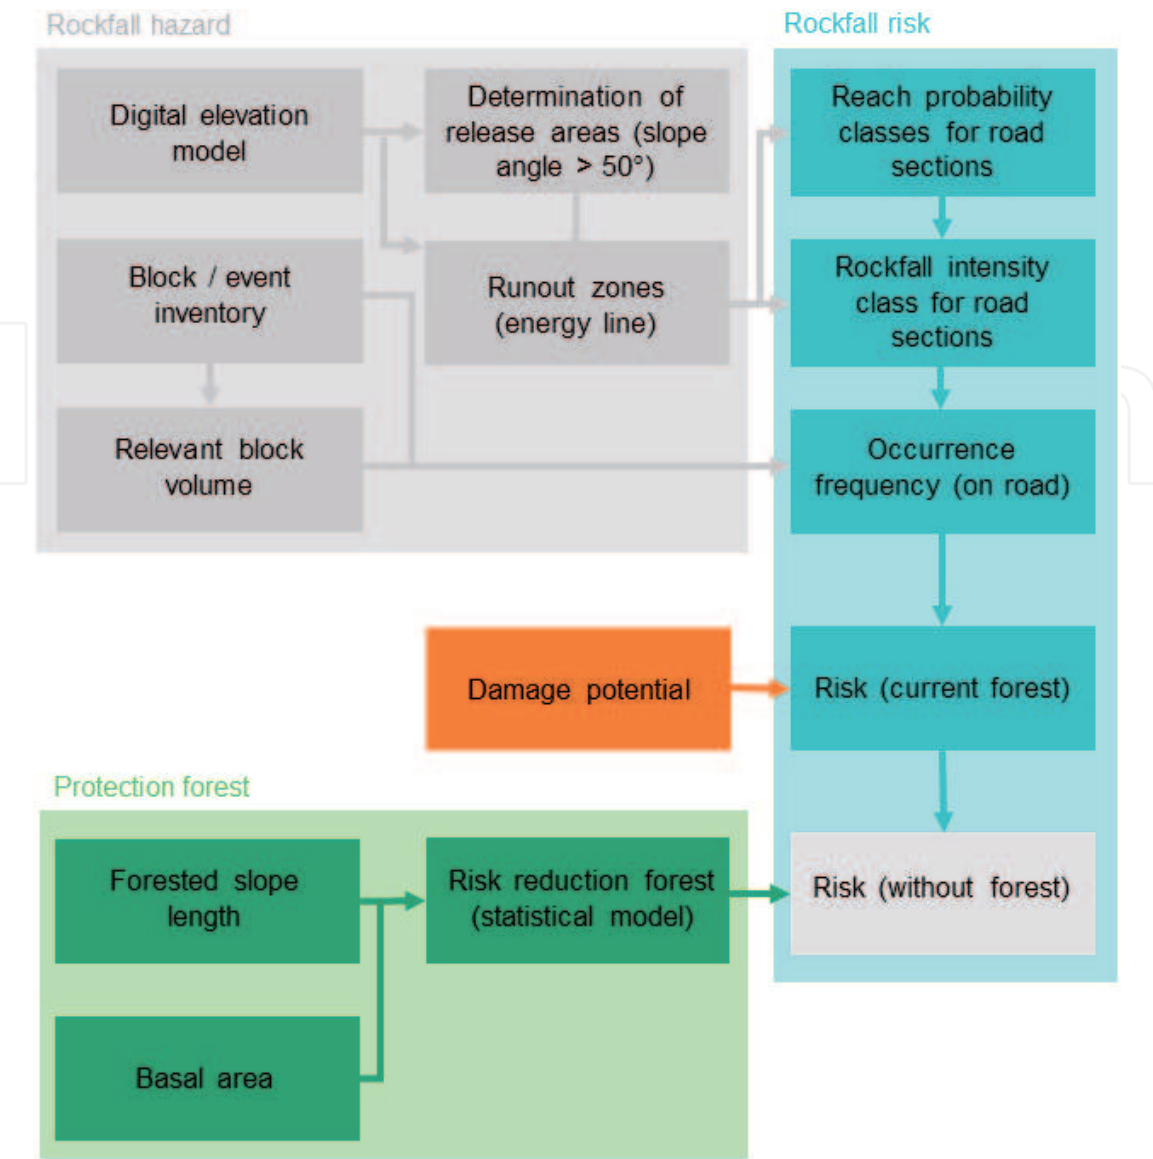 Rockfall hazard
Digital elevation
model
Determination of
release areas (slope
angle > 50°)
Block / event
inventory
Runout zones
(energy line)
Relevant block
volume
Rockfall risk
Reach probability
classes for road
sections
Rockfall intensity
class for road
sections
Occurrence
frequency (on road)
Damage potential
Risk (current forest)
Protection forest
Forested slope
length
Risk reduction forest
(statistical model)
Risk (without forest)
Basal area